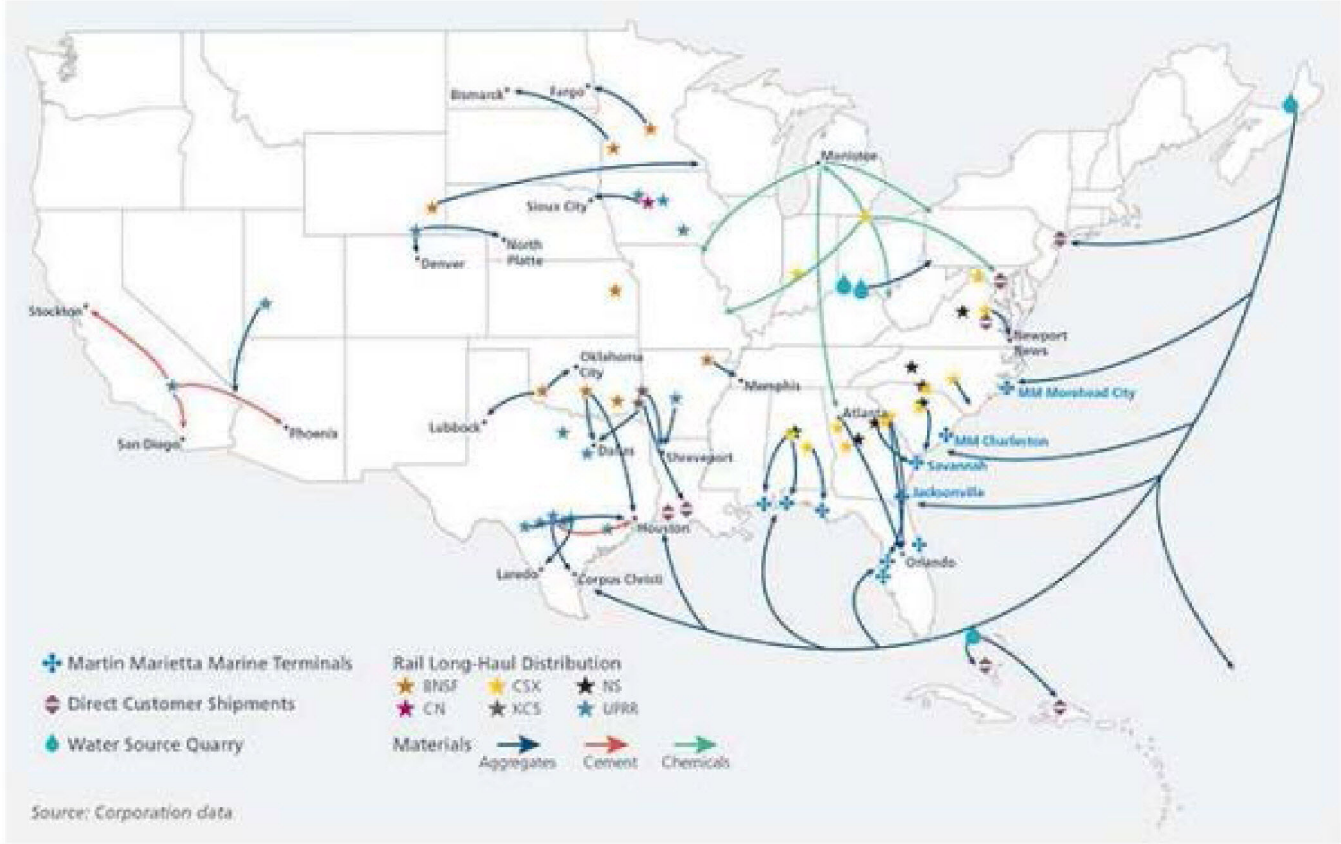 Bismarck
Fargo
Manistee
Sioux City
North
Platte
Denver
Stockton
Newport
News
Oklahoma
City
Memphis
MM Morehead City
Lubbock
Atlanta
Phoenix
San Diego
Dallas
Shreveport
MM Charleston
Savannah
Jacksonville
Houston
Orlando
Laredo
Corpus Christi
Martin Marietta Marine Terminals
Direct Customer Shipments
Water Source Quarry
Rail Long-Haul Distribution
BNSF CSX NS
CN KCS UPRR
Materials
Aggregates Cement Chemicals
Source: Corporation data